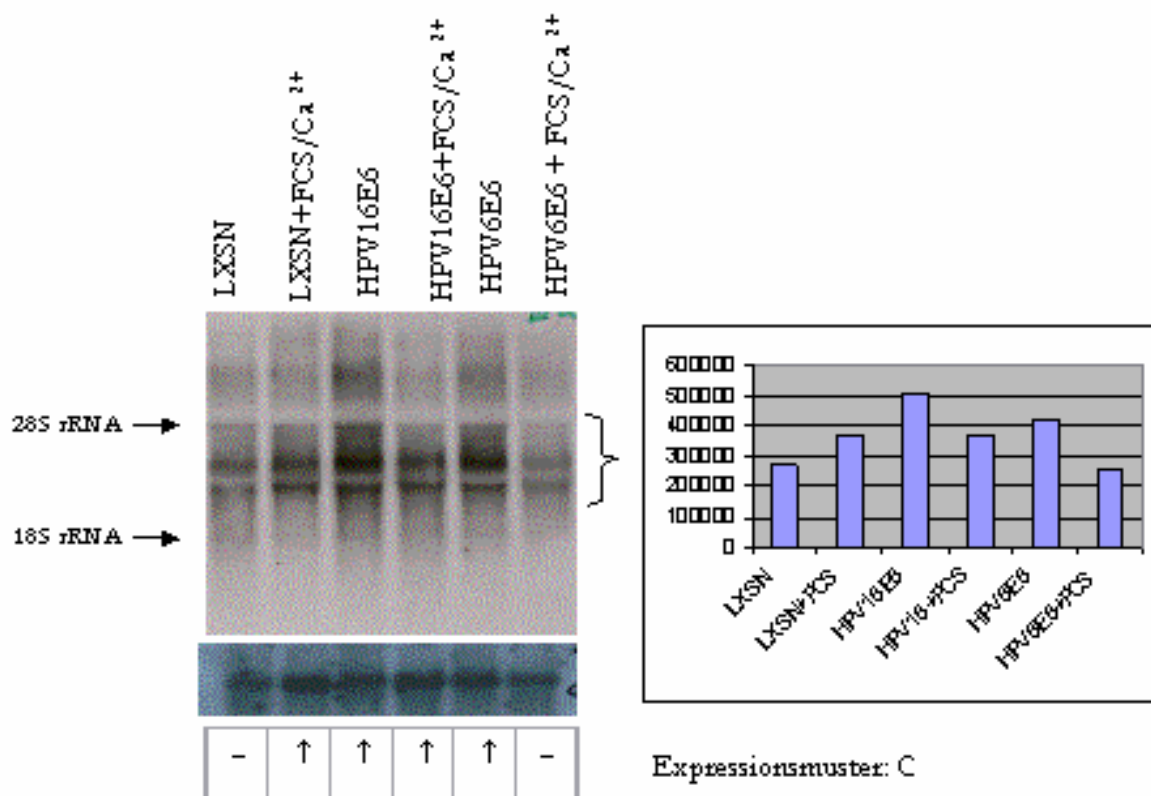 LXSN
LXSN+FCS/Ca 2+
HPV16E6
HPV16E6+FCS/Ca 2+
HPV6E6
HPV6E6 + FCS/Ca 2+
28S rRNA
18S rRNA
600000
500000
400000
300000
200000
100000
0
LXSN
LXSN+FCS
HPV16E6
HPV16+FCS
HPV6E6
HPV6E6+FCS
- ↑ ↑ ↑ ↑ -
Expressionsmuster: C